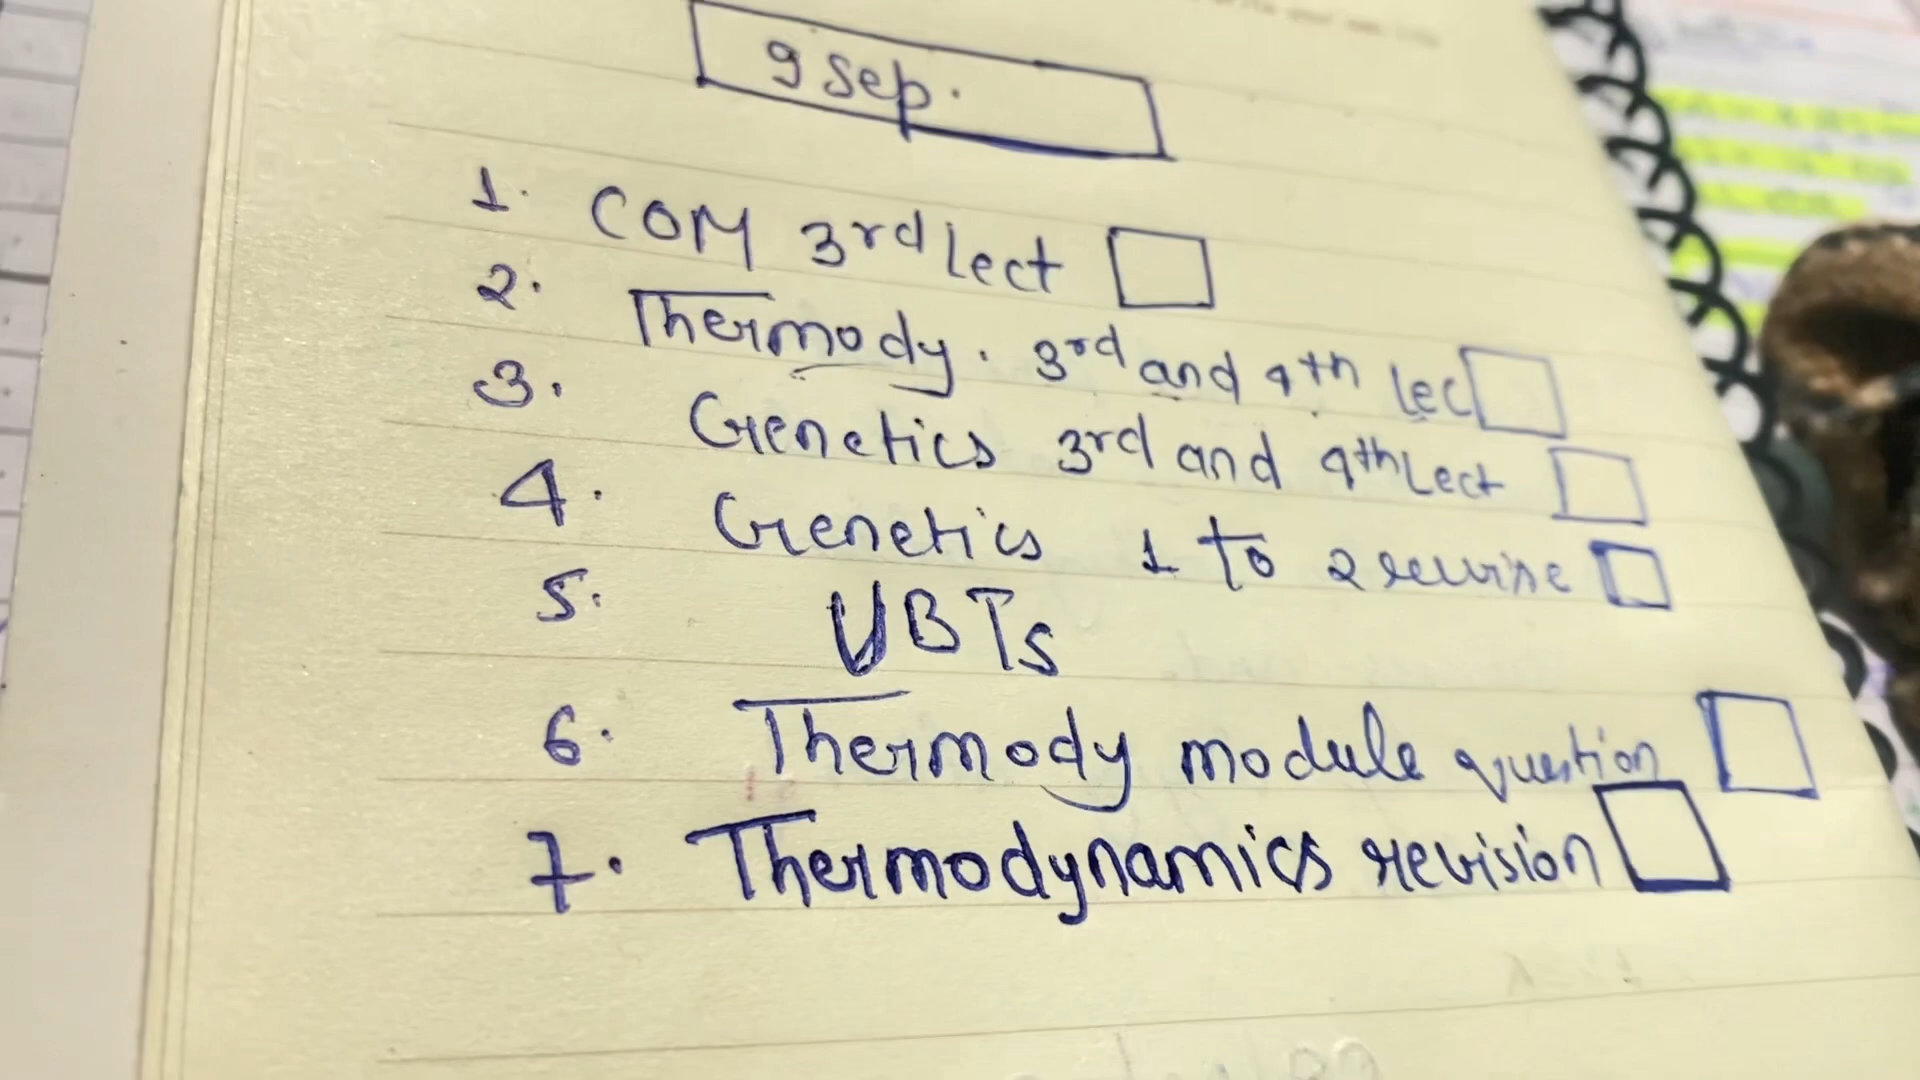 9 Sep.
1. COM 3rd Lect
2. Thermody. 3rd and 4th Lec
3. Genetics 3rd and 4th Lect
4. Genetics 1 to 2 revise
5. UBTs
6. Thermody module question
7. Thermodynamics revision